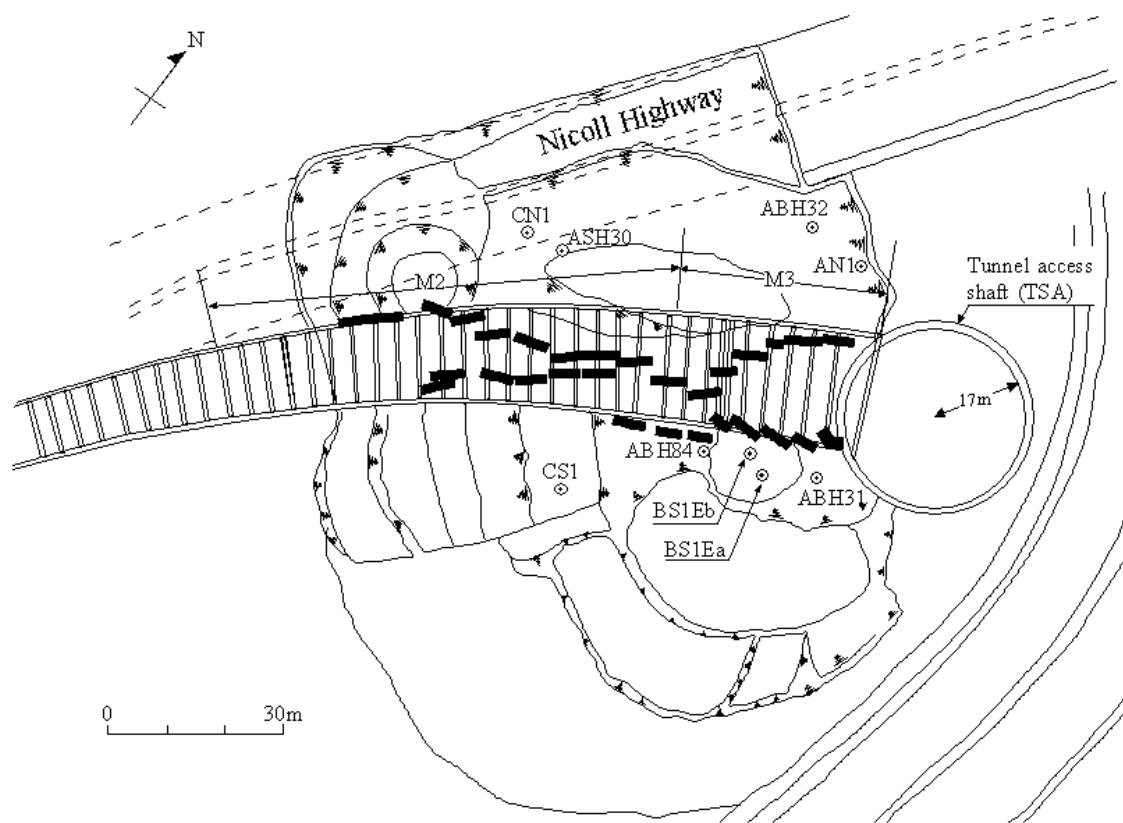 N
Nicoll Highway
CN1
ABH32
ASH30
AN1
M2
M3
Tunnel access
shaft (TSA)
17m
ABH84
CS1
ABH31
BS1Eb
BS1Ea
0
30m